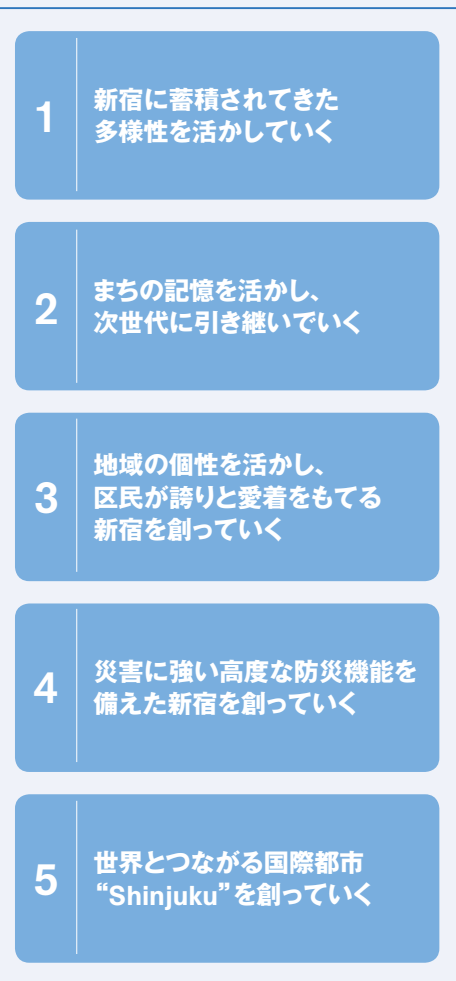 1
新宿に蓄積されてきた
多様性を活かしていく
2
まちの記憶を活かし、
次世代に引き継いでいく
3
地域の個性を活かし、
区民が誇りと愛着をもてる
新宿を創っていく
4
災害に強い高度な防災機能を
備えた新宿を創っていく
5
世界とつながる国際都市
“Shinjuku”を創っていく